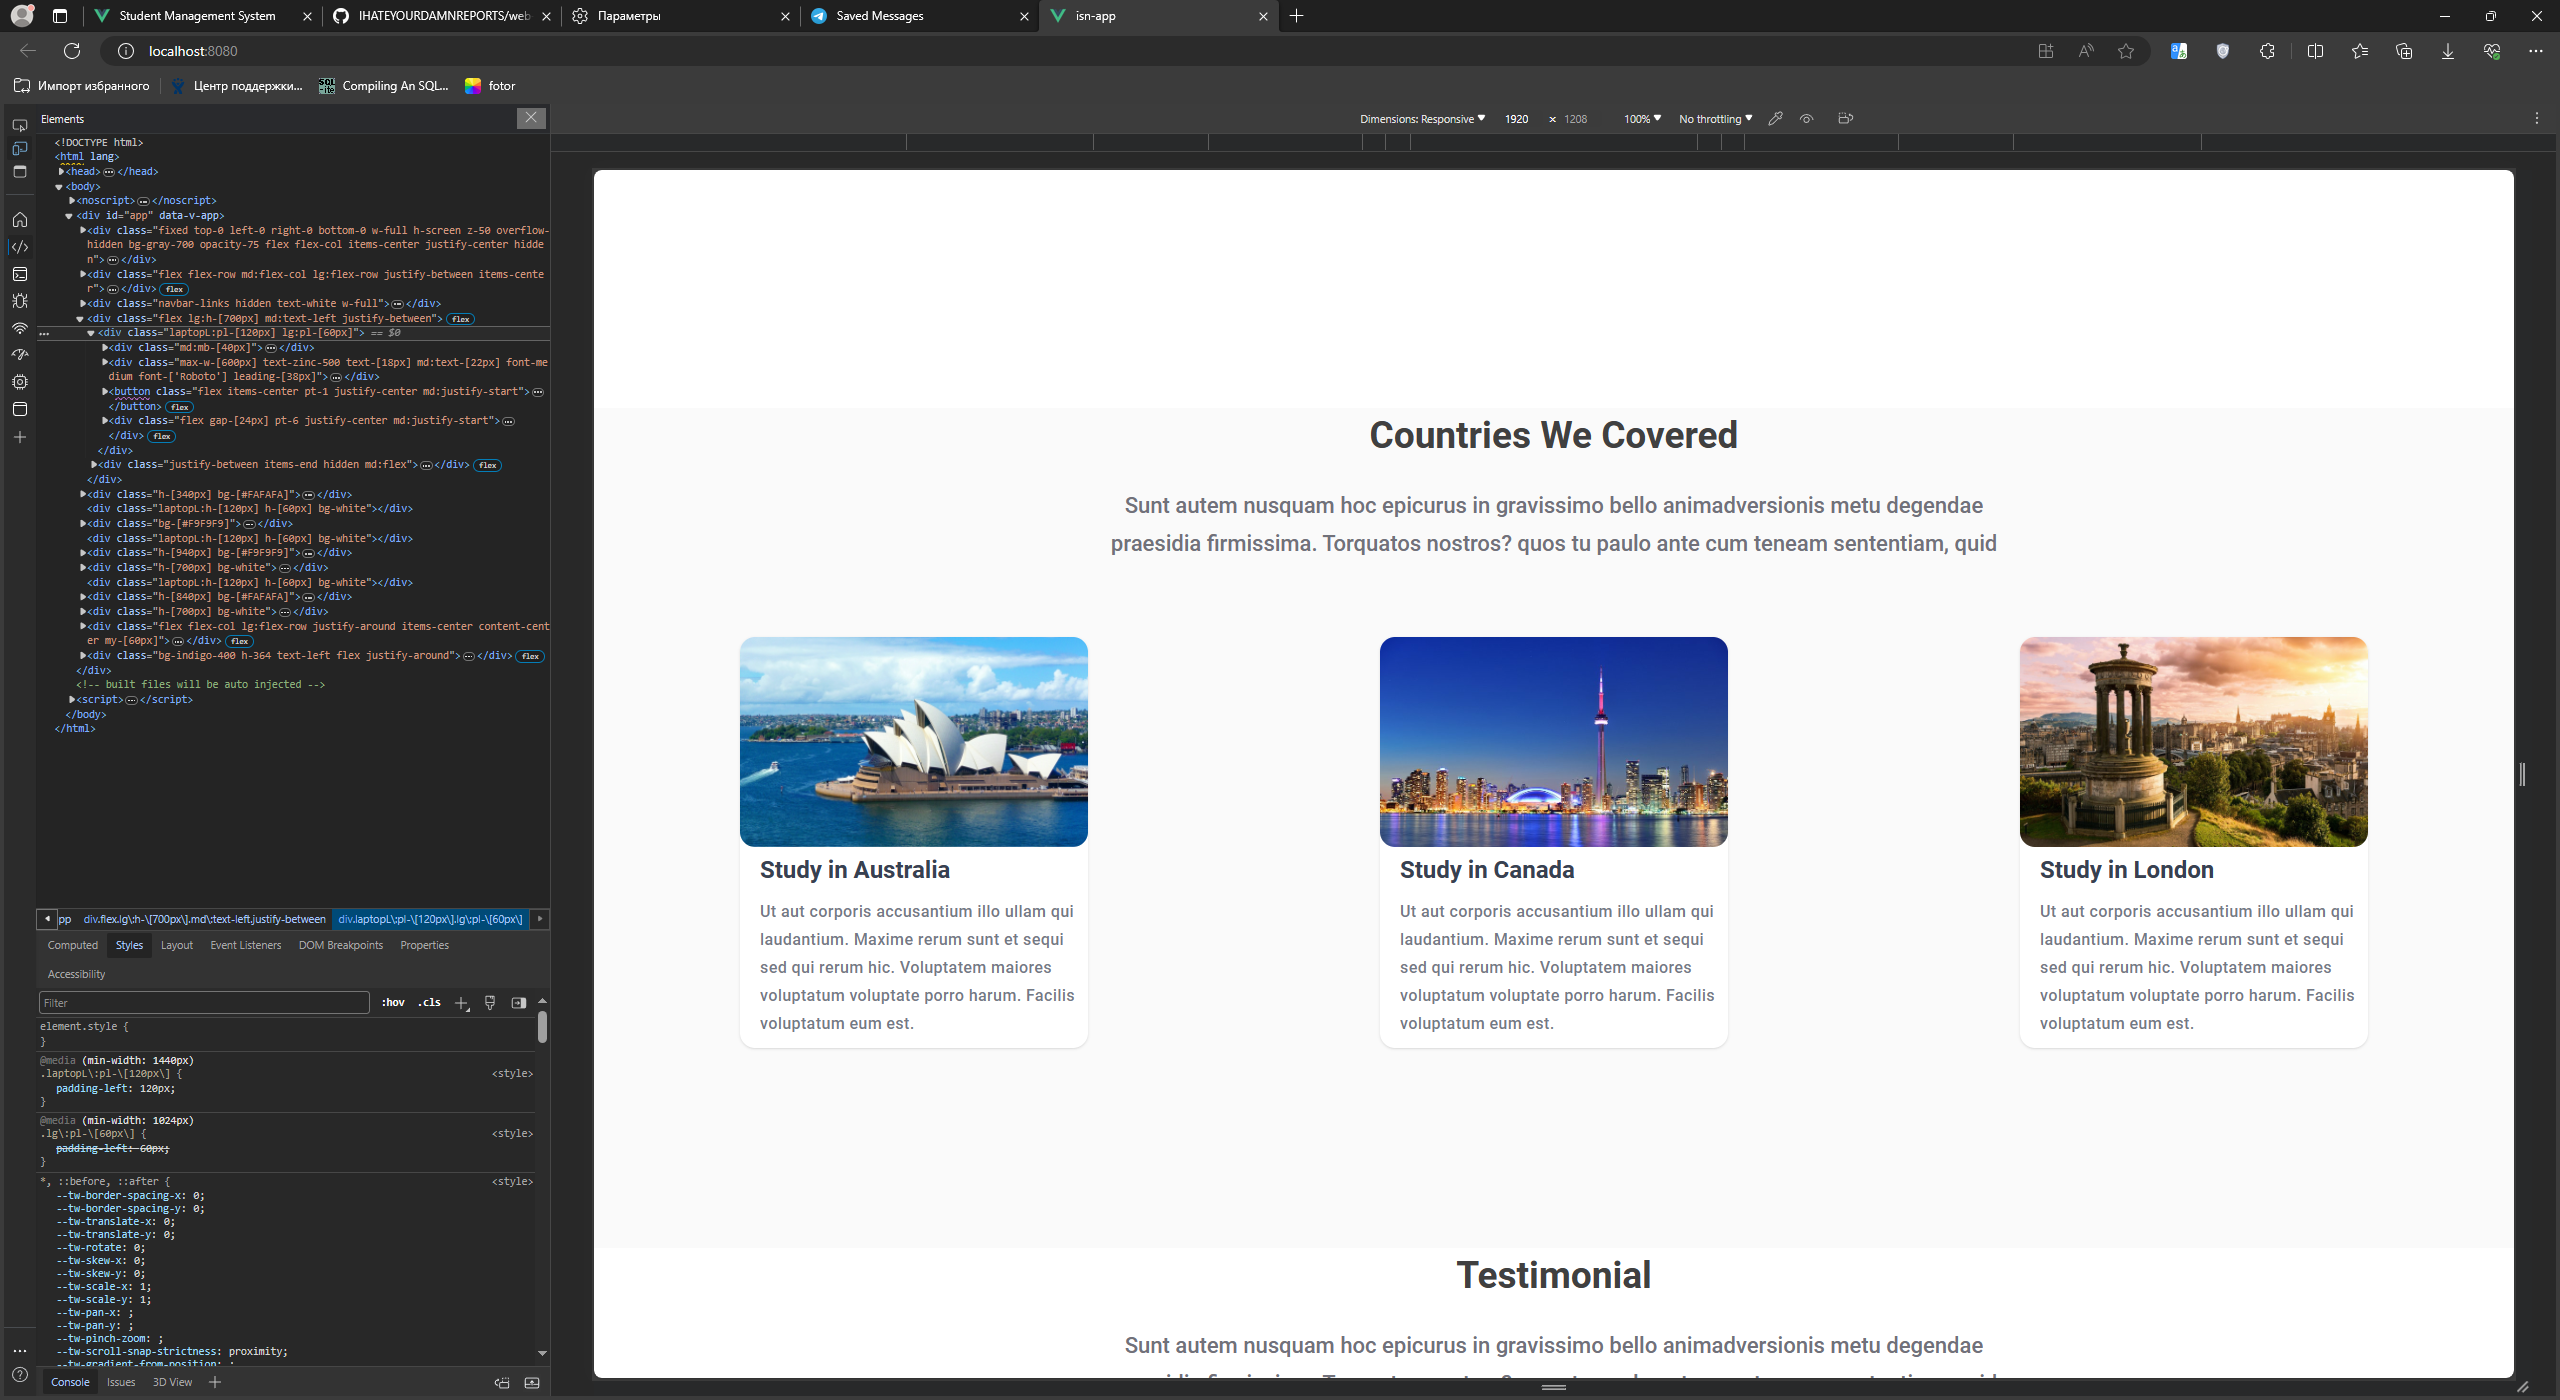 Student Management System
IHATEYOURDAMNREPORTS/web
Параметры
Saved Messages
isn-app
localhost:8080
Импорт избранного
Центр поддержки...
Compiling An SQL...
fotor
Elements
Dimensions: Responsive
1920
×
1208
100%
No throttling
<!DOCTYPE html>
<html lang>
<head></head>
<body>
<noscript></noscript>
<div id="app" data-v-app>
<div class="fixed top-0 left-0 right-0 bottom-0 w-full h-screen z-50 overflow-
hidden bg-gray-700 opacity-75 flex flex-col items-center justify-center hidde
n"></div>
<div class="flex flex-row md:flex-col lg:flex-row justify-between items-cente
r"></div> flex
<div class="navbar-links hidden text-white w-full"></div>
<div class="flex lg:h-[700px] md:text-left justify-between"> flex
<div class="laptopL:pl-[120px] lg:pl-[60px]"> == $0
<div class="md:mb-[40px]"></div>
<div class="max-w-[600px] text-zinc-500 text-[18px] md:text-[22px] font-me
dium font-['Roboto'] leading-[38px]"></div>
<button class="flex items-center pt-1 justify-center md:justify-start">
</button> flex
<div class="flex gap-[24px] pt-6 justify-center md:justify-start">
</div> flex
</div>
<div class="justify-between items-end hidden md:flex"></div> flex
</div>
<div class="h-[340px] bg-[#FAFAFA]"></div>
<div class="laptopL:h-[120px] h-[60px] bg-white"></div>
<div class="bg-[#F9F9F9]"></div>
<div class="laptopL:h-[120px] h-[60px] bg-white"></div>
<div class="h-[940px] bg-[#F9F9F9]"></div>
<div class="h-[700px] bg-white"></div>
<div class="laptopL:h-[120px] h-[60px] bg-white"></div>
<div class="h-[840px] bg-[#FAFAFA]"></div>
<div class="h-[700px] bg-white"></div>
<div class="flex flex-col lg:flex-row justify-around items-center content-cent
er my-[60px]"></div> flex
<div class="bg-indigo-400 h-364 text-left flex justify-around"></div> flex
</div>
<!-- built files will be auto injected -->
<script></script>
</body>
</html>
pp div.flex.lg\:h-\[700px\].md\:text-left.justify-between div.laptopL\:pl-\[120px\].lg\:pl-\[60px\]
Computed Styles Layout Event Listeners DOM Breakpoints Properties
Accessibility
Filter
:hov .cls
element.style {
}
@media (min-width: 1440px)
.laptopL\:pl-\[120px\] { <style>
padding-left: 120px;
}
@media (min-width: 1024px)
.lg\:pl-\[60px\] { <style>
padding-left: 60px;
}
*, ::before, ::after { <style>
--tw-border-spacing-x: 0;
--tw-border-spacing-y: 0;
--tw-translate-x: 0;
--tw-translate-y: 0;
--tw-rotate: 0;
--tw-skew-x: 0;
--tw-skew-y: 0;
--tw-scale-x: 1;
--tw-scale-y: 1;
--tw-pan-x: ;
--tw-pan-y: ;
--tw-pinch-zoom: ;
--tw-scroll-snap-strictness: proximity;
--tw-gradient-from-position: ;
Console Issues 3D View
Countries We Covered
Sunt autem nusquam hoc epicurus in gravissimo bello animadversionis metu degendae
praesidia firmissima. Torquatos nostros? quos tu paulo ante cum teneam sententiam, quid
Study in Australia
Ut aut corporis accusantium illo ullam qui
laudantium. Maxime rerum sunt et sequi
sed qui rerum hic. Voluptatem maiores
voluptatum voluptate porro harum. Facilis
voluptatum eum est.
Study in Canada
Ut aut corporis accusantium illo ullam qui
laudantium. Maxime rerum sunt et sequi
sed qui rerum hic. Voluptatem maiores
voluptatum voluptate porro harum. Facilis
voluptatum eum est.
Study in London
Ut aut corporis accusantium illo ullam qui
laudantium. Maxime rerum sunt et sequi
sed qui rerum hic. Voluptatem maiores
voluptatum voluptate porro harum. Facilis
voluptatum eum est.
Testimonial
Sunt autem nusquam hoc epicurus in gravissimo bello animadversionis metu degendae